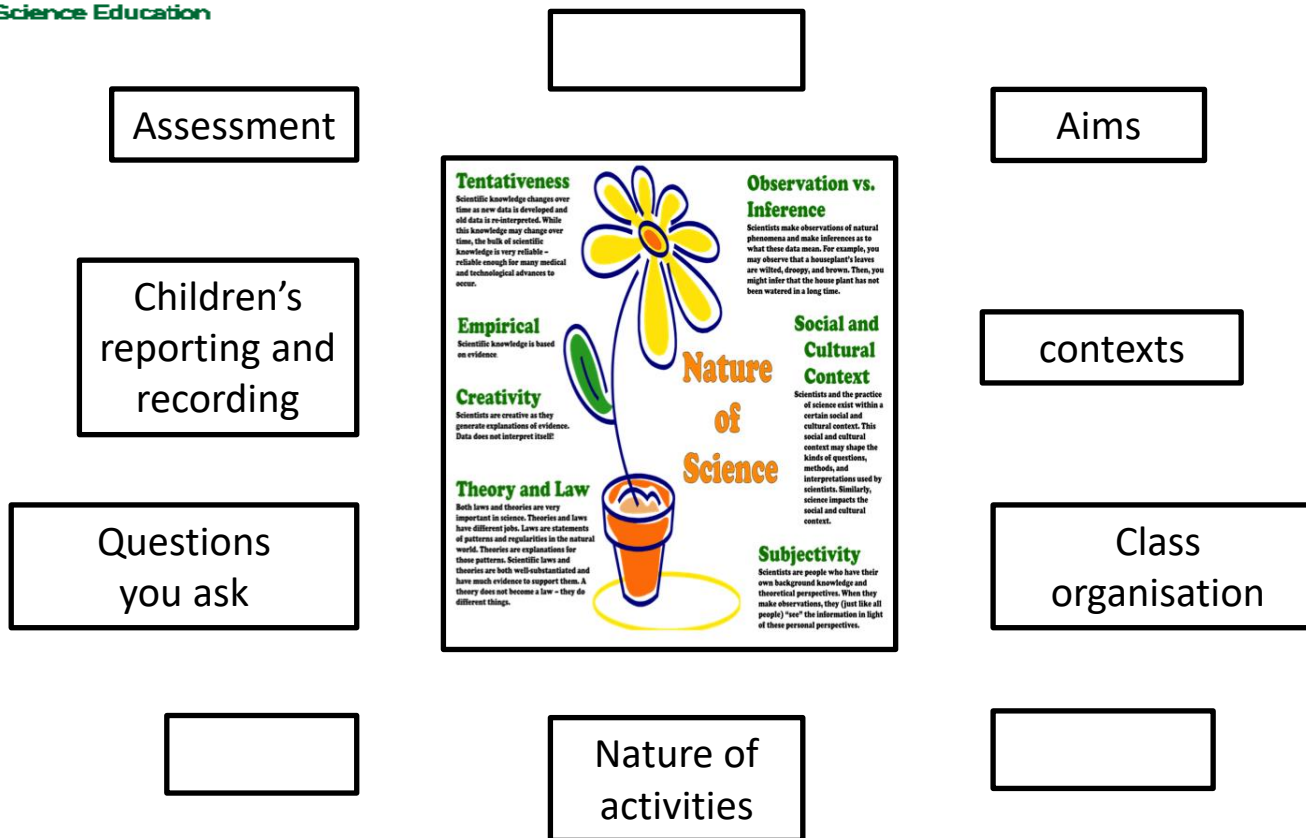 Science Education
Assessment
Aims
Children's
reporting and
recording
contexts
Questions
you ask
Class
organisation
Nature of
activities
Tentativeness
Scientific knowledge changes over
time as new data is developed and
old data is re-interpreted. While
this knowledge may change over
time, the bulk of scientific
knowledge is very reliable –
reliable enough for many medical
and technological advances to
occur.
Empirical
Scientific knowledge is based
on evidence
Creativity
Scientists are creative as they
generate explanations of evidence.
Data does not interpret itself!
Theory and Law
Both laws and theories are very
important in science. Theories and laws
have different jobs. Laws are statements
of patterns and regularities in the natural
world. Theories are explanations for
those patterns. Scientific laws and
theories are both well-substantiated and
have much evidence to support them. A
theory does not become a law – they do
different things.
Nature
of
Science
Observation vs.
Inference
Scientists make observations of natural
phenomena and make inferences as to
what these data mean. For example, you
may observe that a houseplant's leaves
are wilted, droopy, and brown. Then, you
might infer that the house plant has not
been watered in a long time.
Social and
Cultural
Context
Scientists and the practice
of science exist within a
certain social and
cultural context. This
social and cultural
context may shape the
kinds of questions,
methods, and
interpretations used by
scientists. Similarly,
science impacts the
social and cultural
context.
Subjectivity
Scientists are people who have their
own background knowledge and
theoretical perspectives. When they
make observations, they (just like all
people) "see" the information in light
of these personal perspectives.